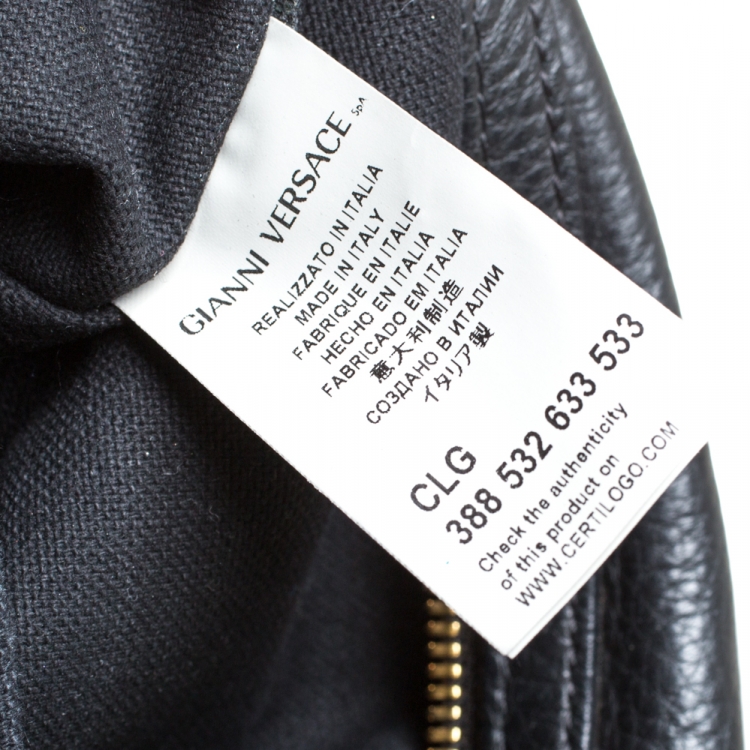 GIANNI VERSACE SpA
REALIZZATO IN ITALIA
MADE IN ITALY
FABRIQUE EN ITALIE
HECHO EN ITALIA
FABRICADO EM ITALIA
意大利制造
СОЗДАНО В ИТАЛИИ
イタリア製
CLG
388 532 633 533
Check the authenticity
of this product on
WWW.CERTILOGO.COM